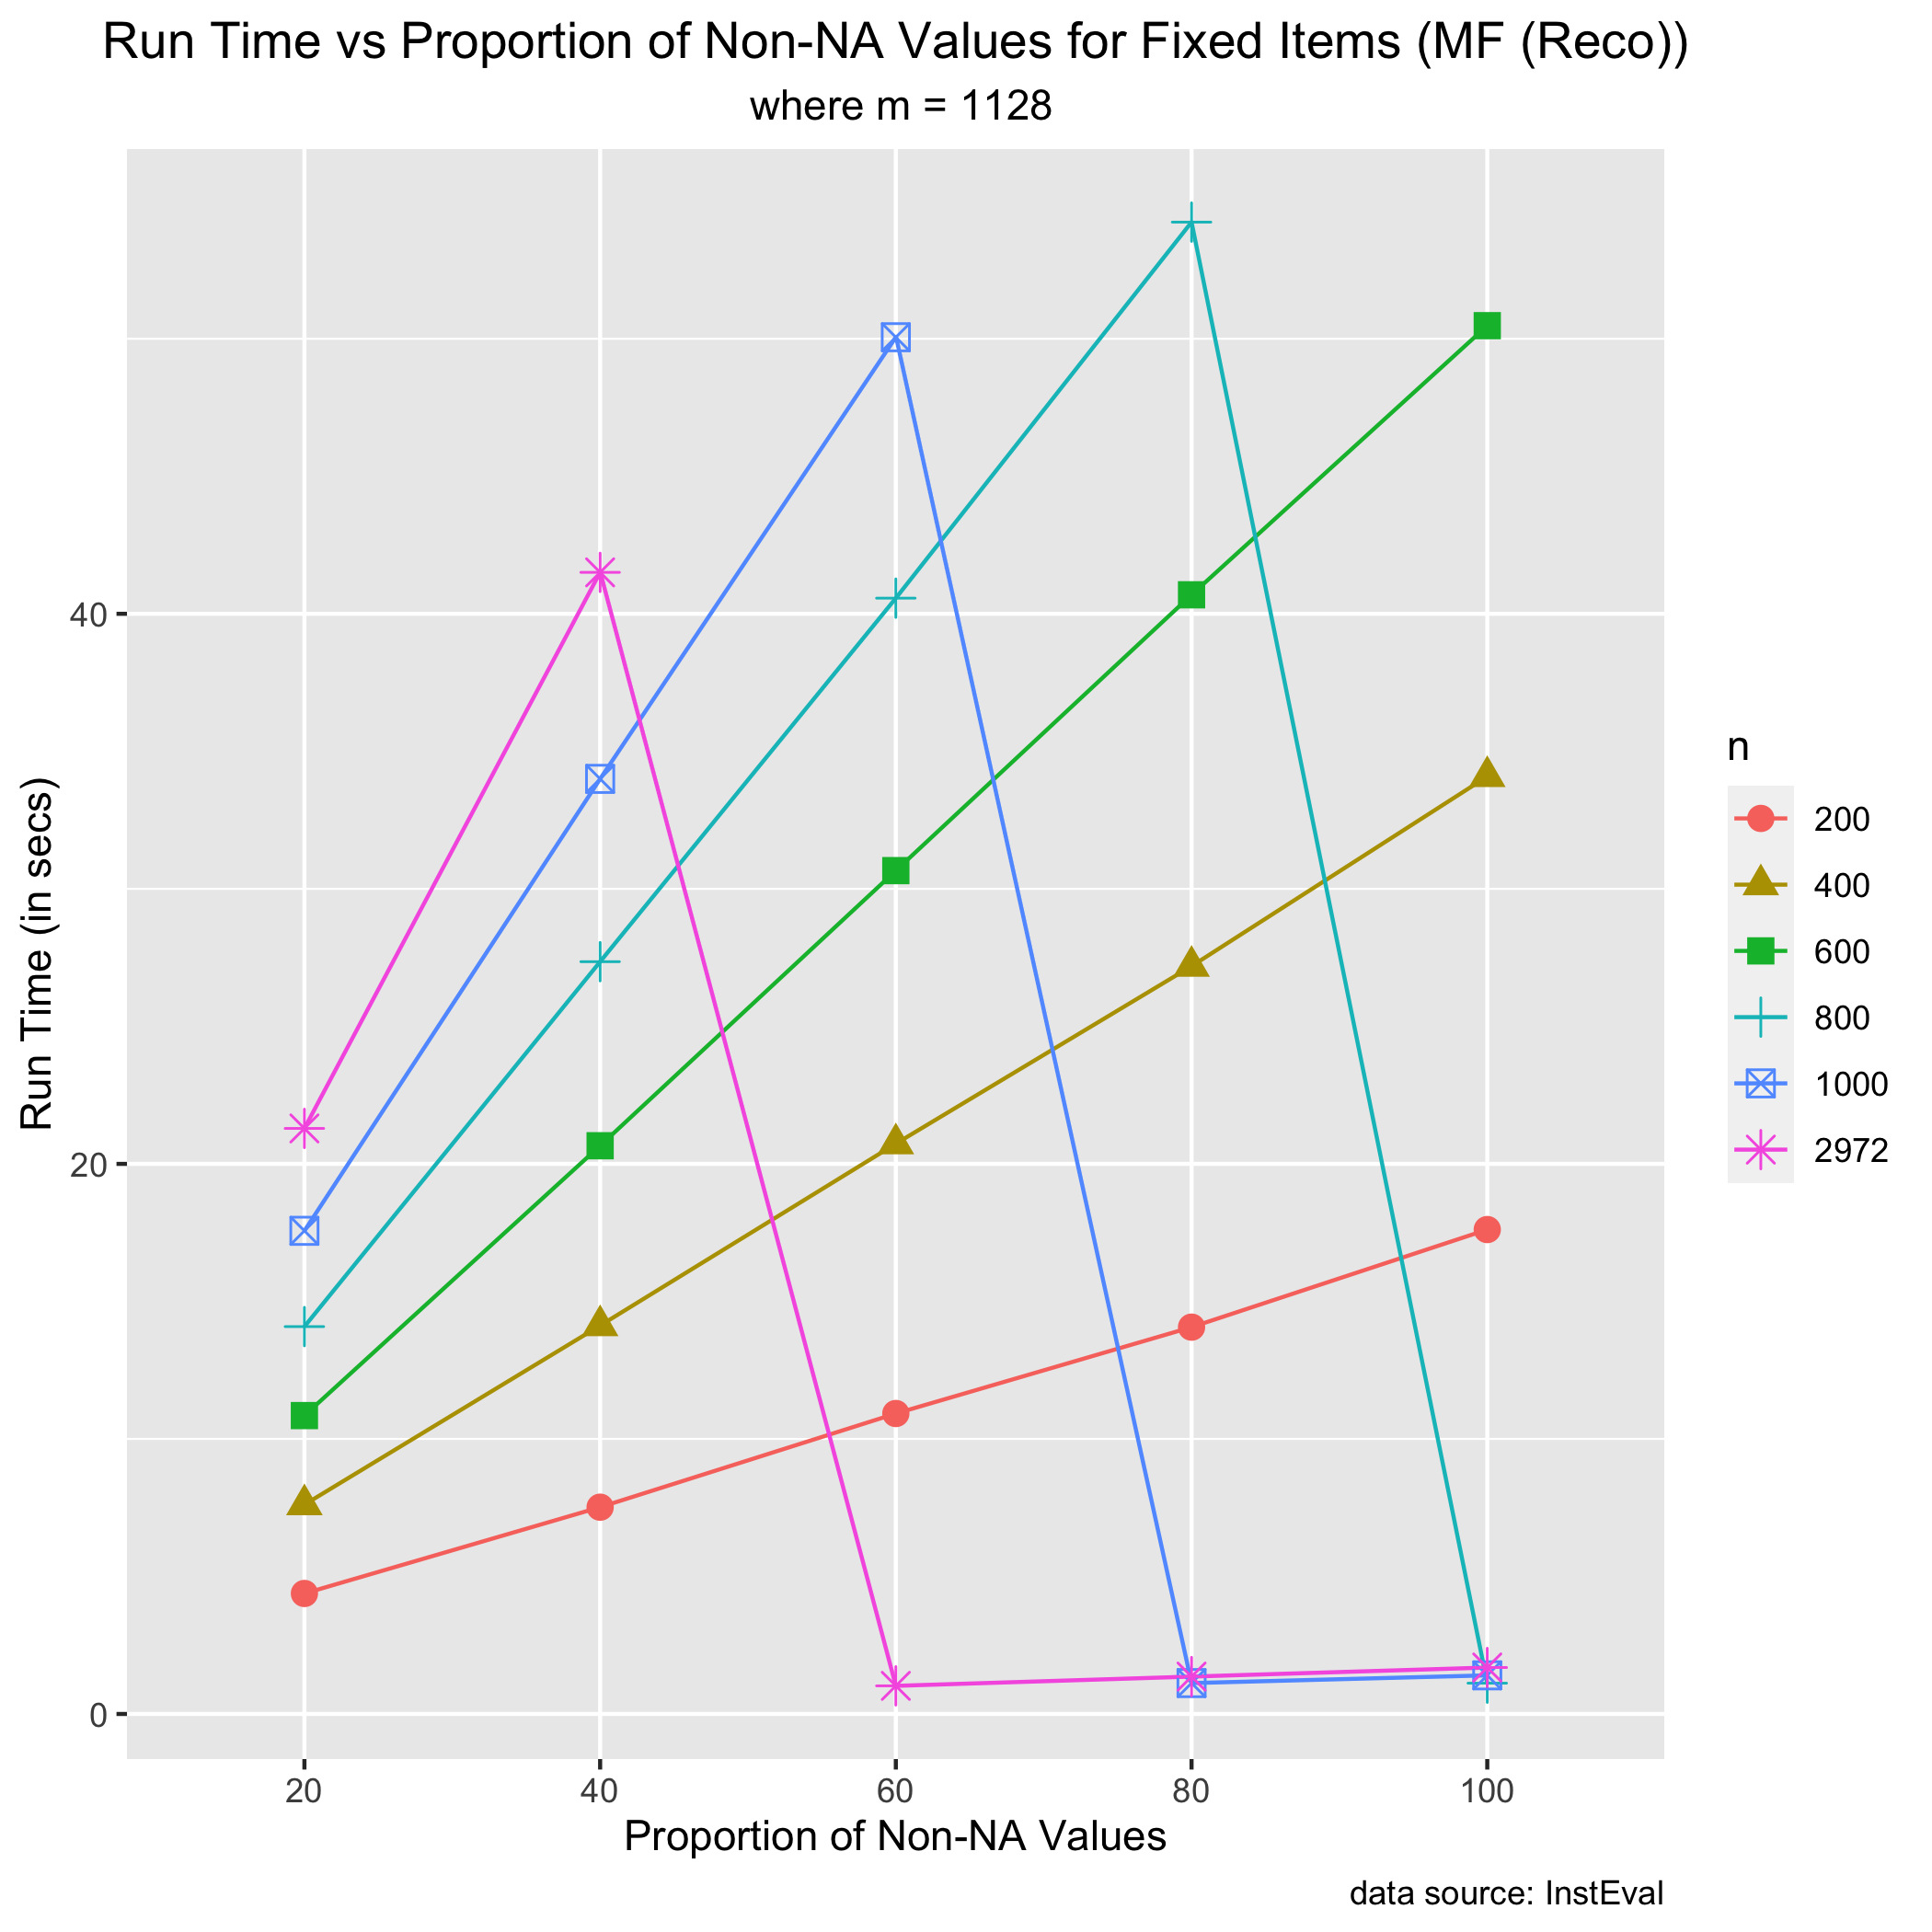 Run Time vs Proportion of Non-NA Values for Fixed Items (MF (Reco))
where m = 1128
Run Time (in secs)
40
20
0
20 40 60 80 100
Proportion of Non-NA Values
n
200
400
600
800
1000
2972
data source: InstEval